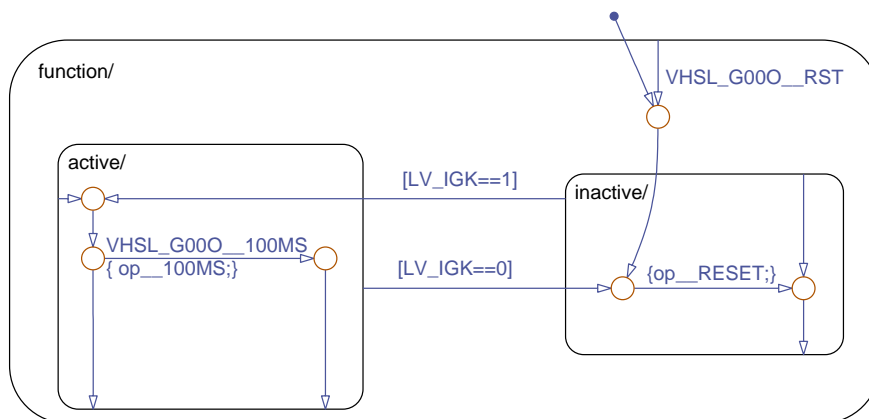 function/
VHSL_G00O__RST
active/
[LV_IGK==1]
inactive/
VHSL_G00O__100MS
{ op__100MS;}
[LV_IGK==0]
{op__RESET;}